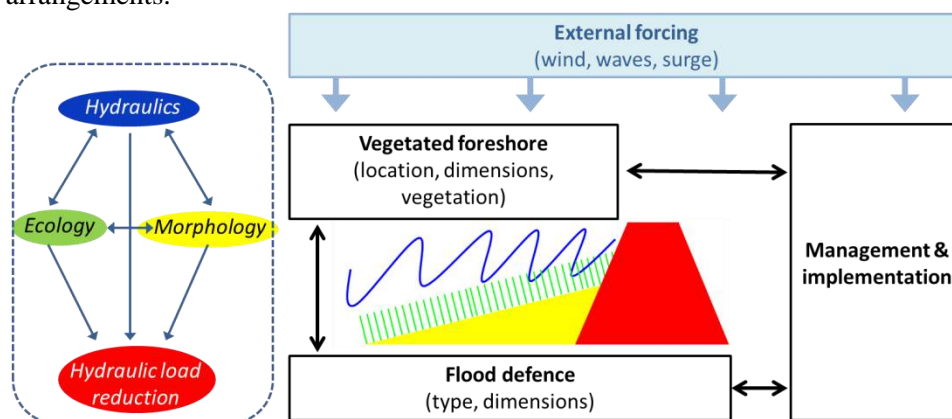 arrangements.
External forcing
(wind, waves, surge)
Hydraulics
Ecology
Morphology
Hydraulic load
reduction
Vegetated foreshore
(location, dimensions,
vegetation)
Management &
implementation
Flood defence
(type, dimensions)